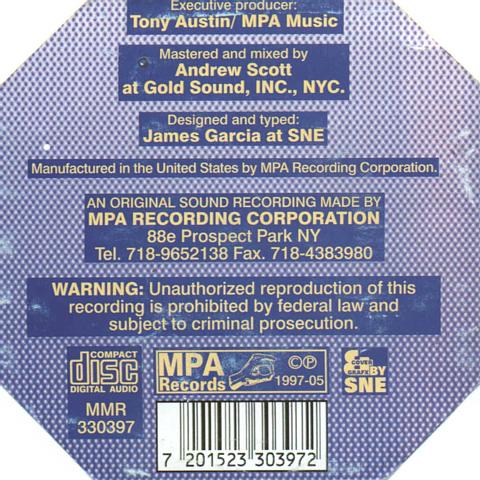 Executive producer:
Tony Austin/ MPA Music
Mastered and mixed by
Andrew Scott
at Gold Sound, INC., NYC.
Designed and typed:
James Garcia at SNE
Manufactured in the United States by MPA Recording Corporation.
AN ORIGINAL SOUND RECORDING MADE BY
MPA RECORDING CORPORATION
88e Prospect Park NY
Tel. 718-9652138 Fax. 718-4383980
WARNING: Unauthorized reproduction of this
recording is prohibited by federal law and
subject to criminal prosecution.
COMPACT
disc
DIGITAL AUDIO
MMR
330397
MPA
Records
©℗
1997-05
&
COVER
GRAFX
BY
SNE
7 201523 303972